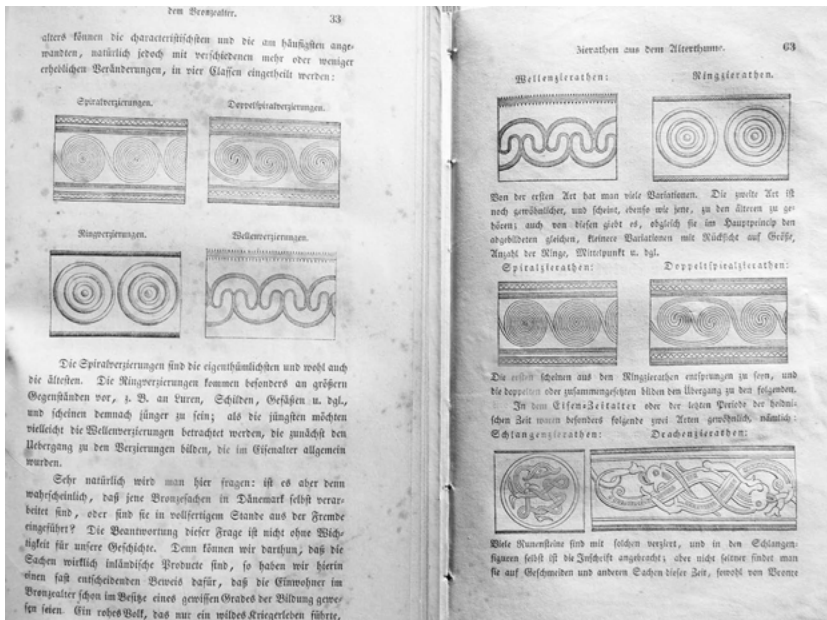 dem Bronzealter.
33
alters können die characteristischsten und die am häufigsten ange-
wandten, natürlich jedoch mit verschiedenen mehr oder weniger
erheblichen Veränderungen, in vier Classen eingetheilt werden:
Spiralverzierungen.
Doppelspiralverzierungen.
Ringverzierungen.
Wellenverzierungen.
Die Spiralverzierungen sind die eigenthümlichsten und wohl auch
die ältesten. Die Ringverzierungen kommen besonders an größern
Gegenständen vor, z. B. an Luren, Schilden, Gefäßen u. dgl.,
und scheinen demnach jünger zu sein; als die jüngsten möchten
vielleicht die Wellenverzierungen betrachtet werden, die zunächst den
Uebergang zu den Verzierungen bilden, die im Eisenalter allgemein
wurden.
Sehr natürlich wird man hier fragen: ist es aber denn
wahrscheinlich, daß jene Bronzesachen in Dänemark selbst verar-
beitet sind, oder sind sie in vollfertigem Stande aus der Fremde
eingeführt? Die Beantwortung dieser Frage ist nicht ohne Wich-
tigkeit für unsere Geschichte. Denn können wir darthun, daß die
Sachen wirklich inländische Producte sind, so haben wir hierin
einen fast entscheidenden Beweis dafür, daß die Einwohner im
Bronzealter schon im Besitze eines gewissen Grades der Bildung gewe-
sen seien. Ein rohes Volk, das nur ein wildes Kriegerleben führte,
Zierathen aus dem Alterthume.
63
Wellenzierathen:
Ringzierathen.
Von der ersten Art hat man viele Variationen. Die zweite Art ist
noch gewöhnlicher, und scheint, ebenso wie jene, zu den älteren zu ge-
hören; auch von diesen giebt es, obgleich sie im Hauptprincip den
abgebildeten gleichen, kleinere Variationen mit Rücksicht auf Größe,
Anzahl der Ringe, Mittelpunkt u. dgl.
Spiralzierathen:
Doppeltspiralzierathen:
Die ersten scheinen aus den Ringzierathen entsprungen zu seyn, und
die doppelten oder zusammengesetzten bilden den Übergang zu den folgenden.
In dem Eisen-Zeitalter oder der letzten Periode der heidni-
schen Zeit waren besonders folgende zwei Arten gewöhnlich, nämlich:
Schlangenzierathen:
Drachenzierathen:
Viele Runensteine sind mit solchen verziert, und in den Schlangen-
figuren selbst ist die Inschrift angebracht; aber nicht seltner findet man
sie auf Geschmeiden und anderen Sachen dieser Zeit, sowohl von Bronce